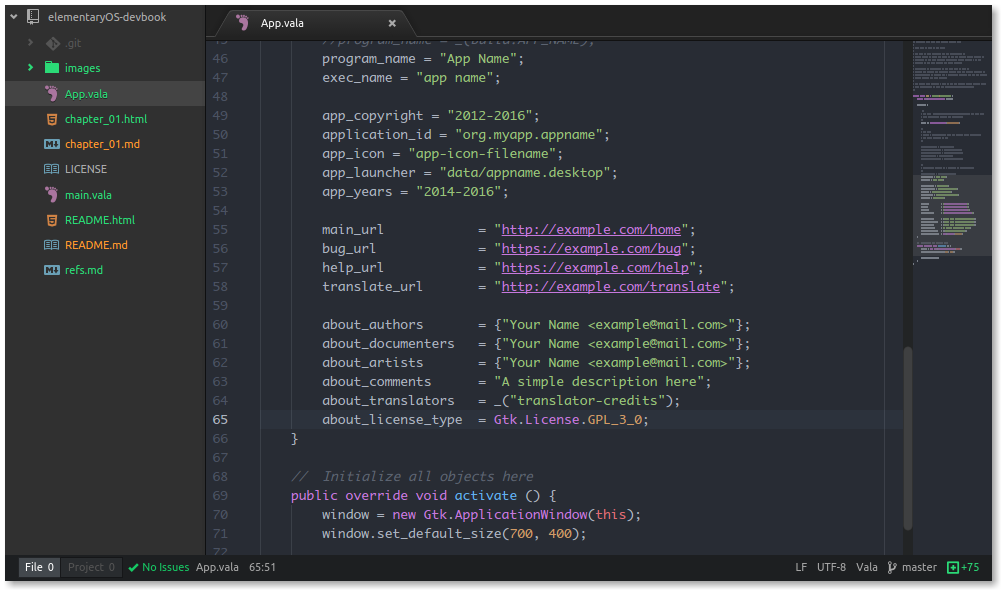 elementaryOS-devbook
.git
images
App.vala
chapter_01.html
chapter_01.md
LICENSE
main.vala
README.html
README.md
refs.md
App.vala
46 program_name = "App Name";
47 exec_name = "app name";
48
49 app_copyright = "2012-2016";
50 application_id = "org.myapp.appname";
51 app_icon = "app-icon-filename";
52 app_launcher = "data/appname.desktop";
53 app_years = "2014-2016";
54
55 main_url = "http://example.com/home";
56 bug_url = "https://example.com/bug";
57 help_url = "https://example.com/help";
58 translate_url = "http://example.com/translate";
59
60 about_authors = {"Your Name <example@mail.com>"};
61 about_documenters = {"Your Name <example@mail.com>"};
62 about_artists = {"Your Name <example@mail.com>"};
63 about_comments = "A simple description here";
64 about_translators = _("translator-credits");
65 about_license_type = Gtk.License.GPL_3_0;
66 }
67
68 // Initialize all objects here
69 public override void activate () {
70 window = new Gtk.ApplicationWindow(this);
71 window.set_default_size(700, 400);
72
File 0 Project 0 No Issues App.vala 65:51 LF UTF-8 Vala master +75